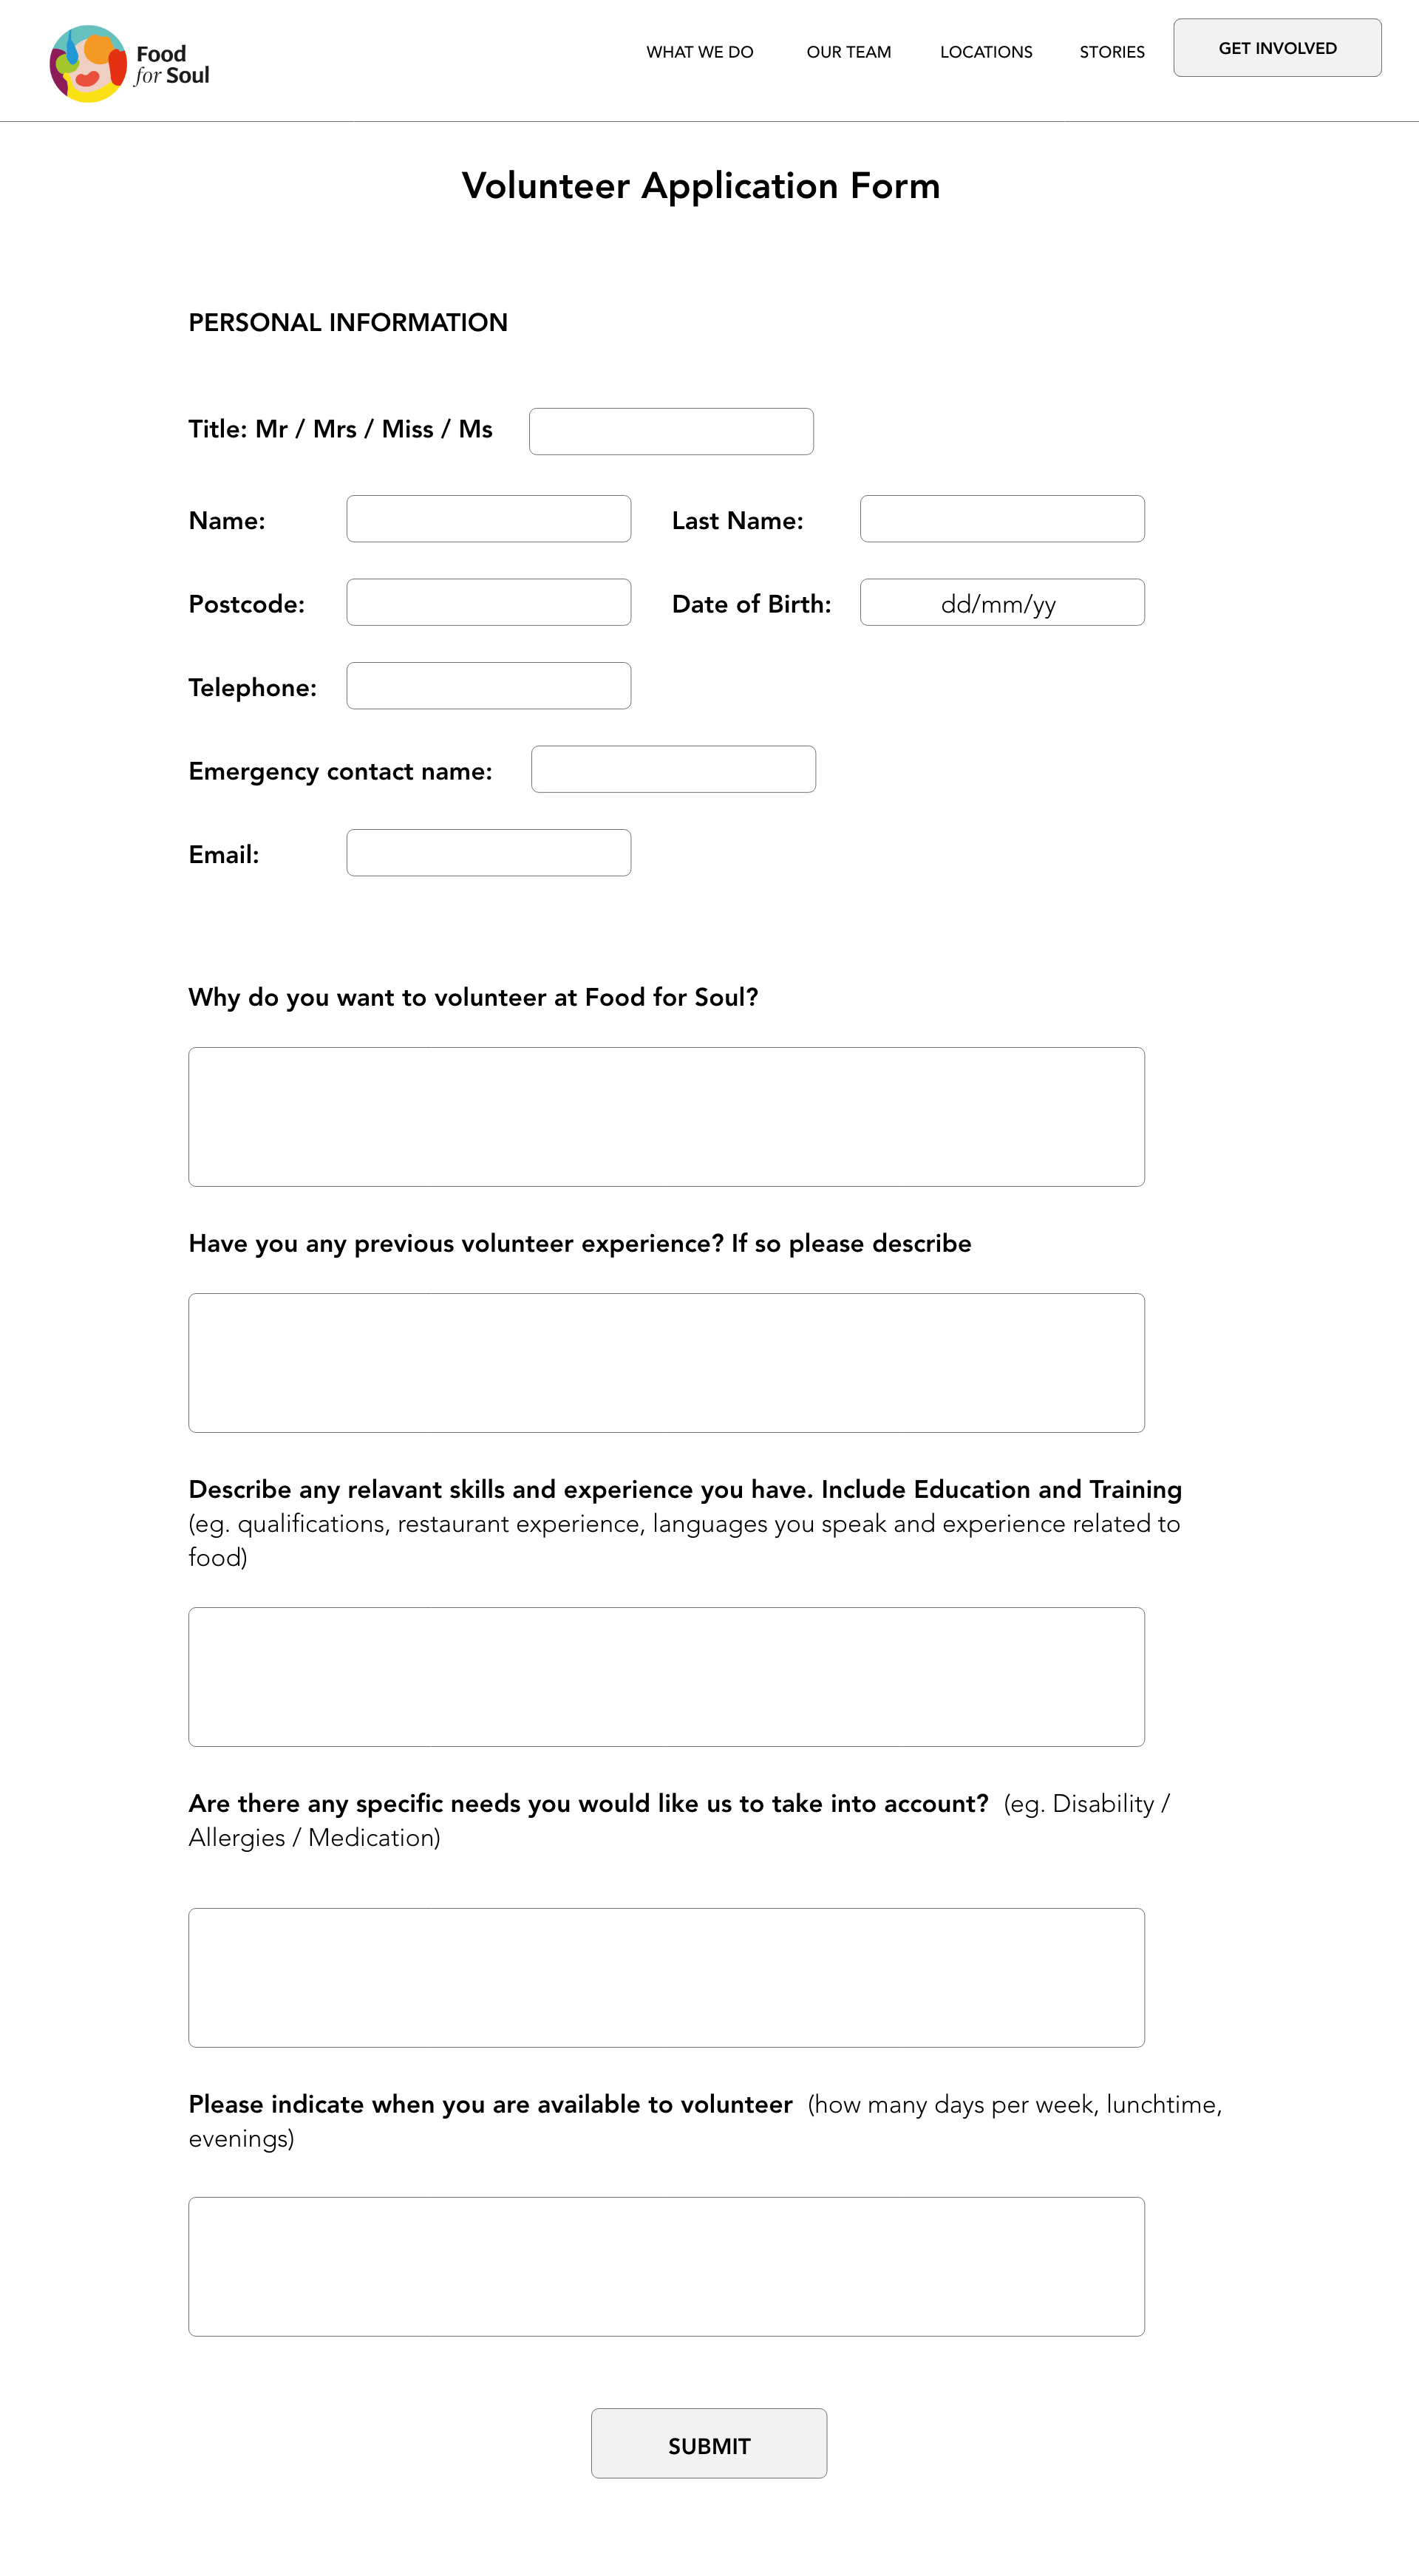 Food
for Soul
WHAT WE DO OUR TEAM LOCATIONS STORIES GET INVOLVED
Volunteer Application Form
PERSONAL INFORMATION
Title: Mr / Mrs / Miss / Ms
Name: Last Name:
Postcode: Date of Birth: dd/mm/yy
Telephone:
Emergency contact name:
Email:
Why do you want to volunteer at Food for Soul?
Have you any previous volunteer experience? If so please describe
Describe any relavant skills and experience you have. Include Education and Training
(eg. qualifications, restaurant experience, languages you speak and experience related to
food)
Are there any specific needs you would like us to take into account? (eg. Disability /
Allergies / Medication)
Please indicate when you are available to volunteer (how many days per week, lunchtime,
evenings)
SUBMIT